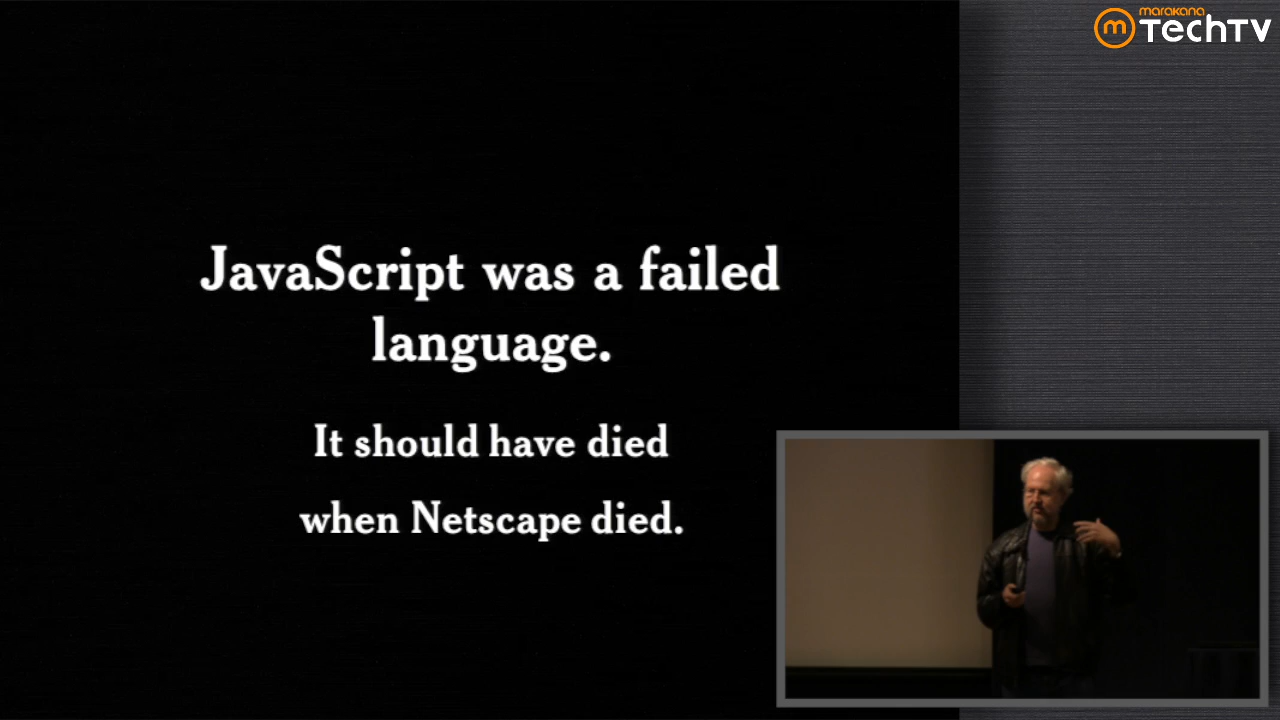 marakana
TechTV
JavaScript was a failed
language.
It should have died
when Netscape died.